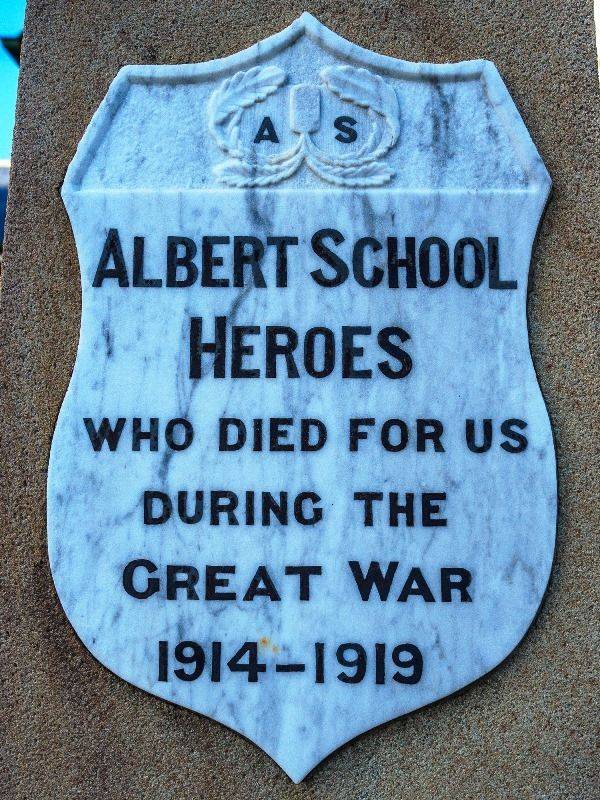 A S
ALBERT SCHOOL
HEROES
WHO DIED FOR US
DURING THE
GREAT WAR
1914–1919